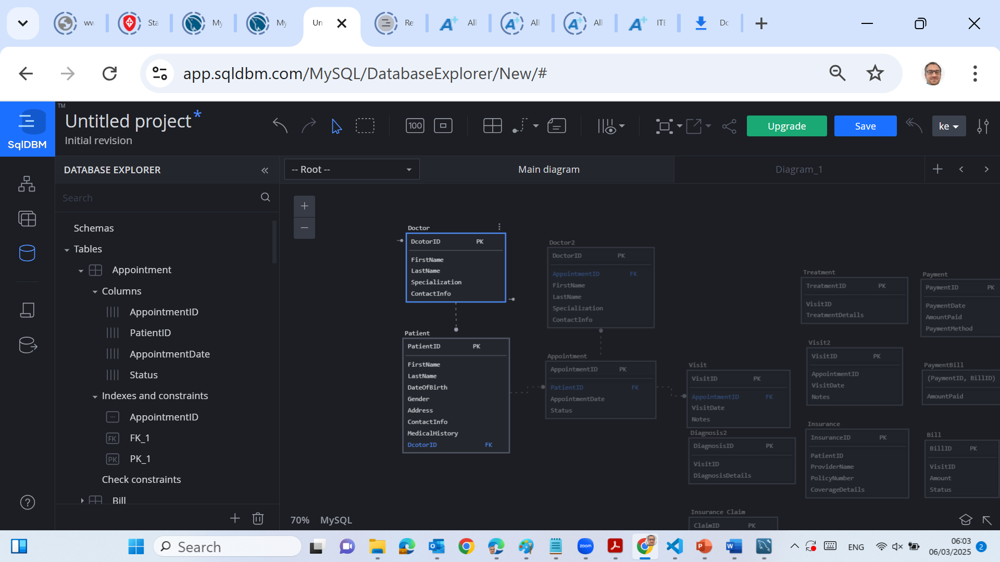 ww
Sta
My
My
Un
Re
All
All
All
ITE
Do
app.sqldbm.com/MySQL/DatabaseExplorer/New/#
SqlDBM
TM
Untitled project*
Initial revision
100
Upgrade
Save
ke
DATABASE EXPLORER
-- Root --
Main diagram
Diagram_1
Search
Schemas
Tables
Appointment
Columns
AppointmentID
PatientID
AppointmentDate
Status
Indexes and constraints
AppointmentID
FK FK_1
PK PK_1
Check constraints
Bill
Doctor
DcotorID PK
FirstName
LastName
Specialization
ContactInfo
Patient
PatientID PK
FirstName
LastName
DateOfBirth
Gender
Address
ContactInfo
MedicalHistory
DcotorID FK
Doctor2
DoctorID PK
AppointmentID FK
FirstName
LastName
Specialization
ContactInfo
Appointment
AppointmentID PK
PatientID FK
AppointmentDate
Status
Visit
VisitID PK
AppointmentID FK
VisitDate
Notes
Diagnosis2
DiagnosisID PK
VisitID
DiagnosisDetails
Insurance Claim
ClaimID PK
Treatment
TreatmentID PK
VisitID
TreatmentDetails
Visit2
VisitID PK
AppointmentID
VisitDate
Notes
Insurance
InsuranceID PK
PatientID
ProviderName
PolicyNumber
CoverageDetails
Payment
PaymentID PK
PaymentDate
AmountPaid
PaymentMethod
PaymentBill
(PaymentID, BillID)
AmountPaid
Bill
BillID PK
VisitID
Amount
Status
70% MySQL
Search
zoom
ENG
06:03
06/03/2025
2